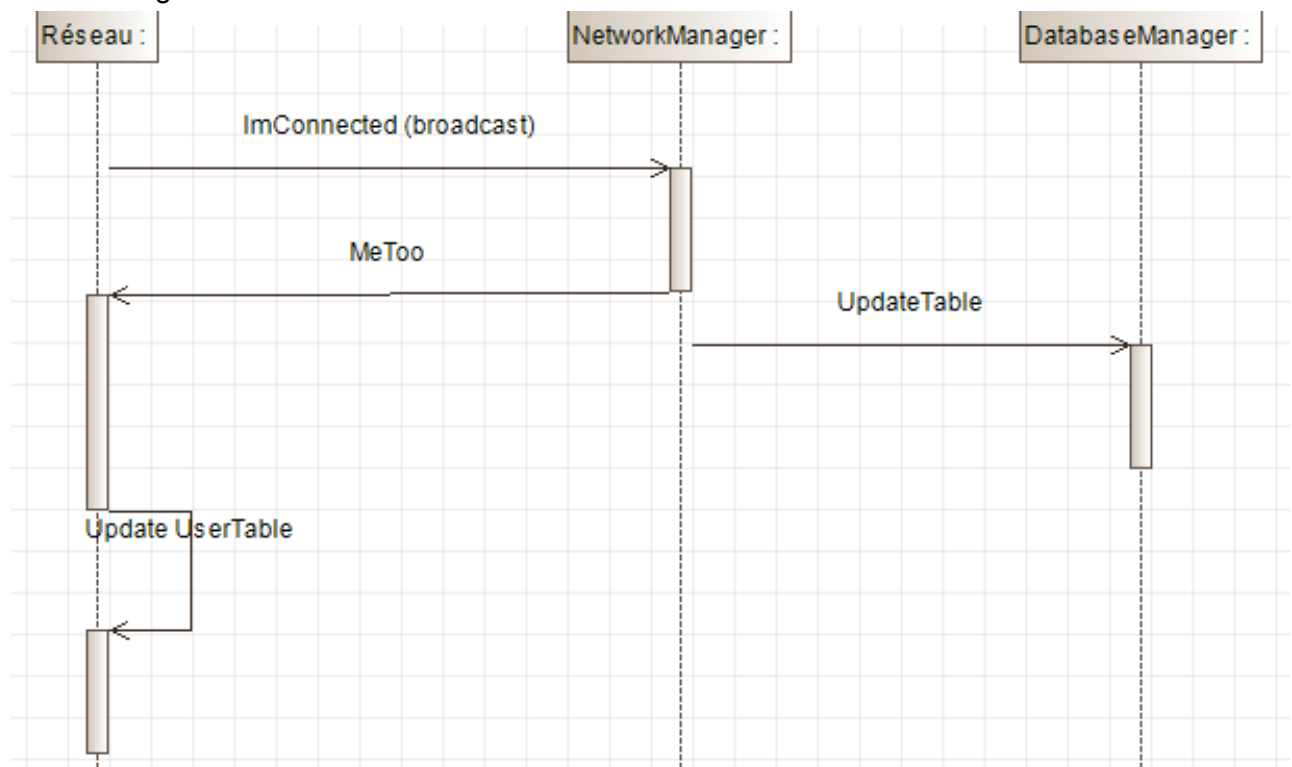 Réseau :
NetworkManager :
DatabaseManager :
ImConnected (broadcast)
MeToo
UpdateTable
Update UserTable